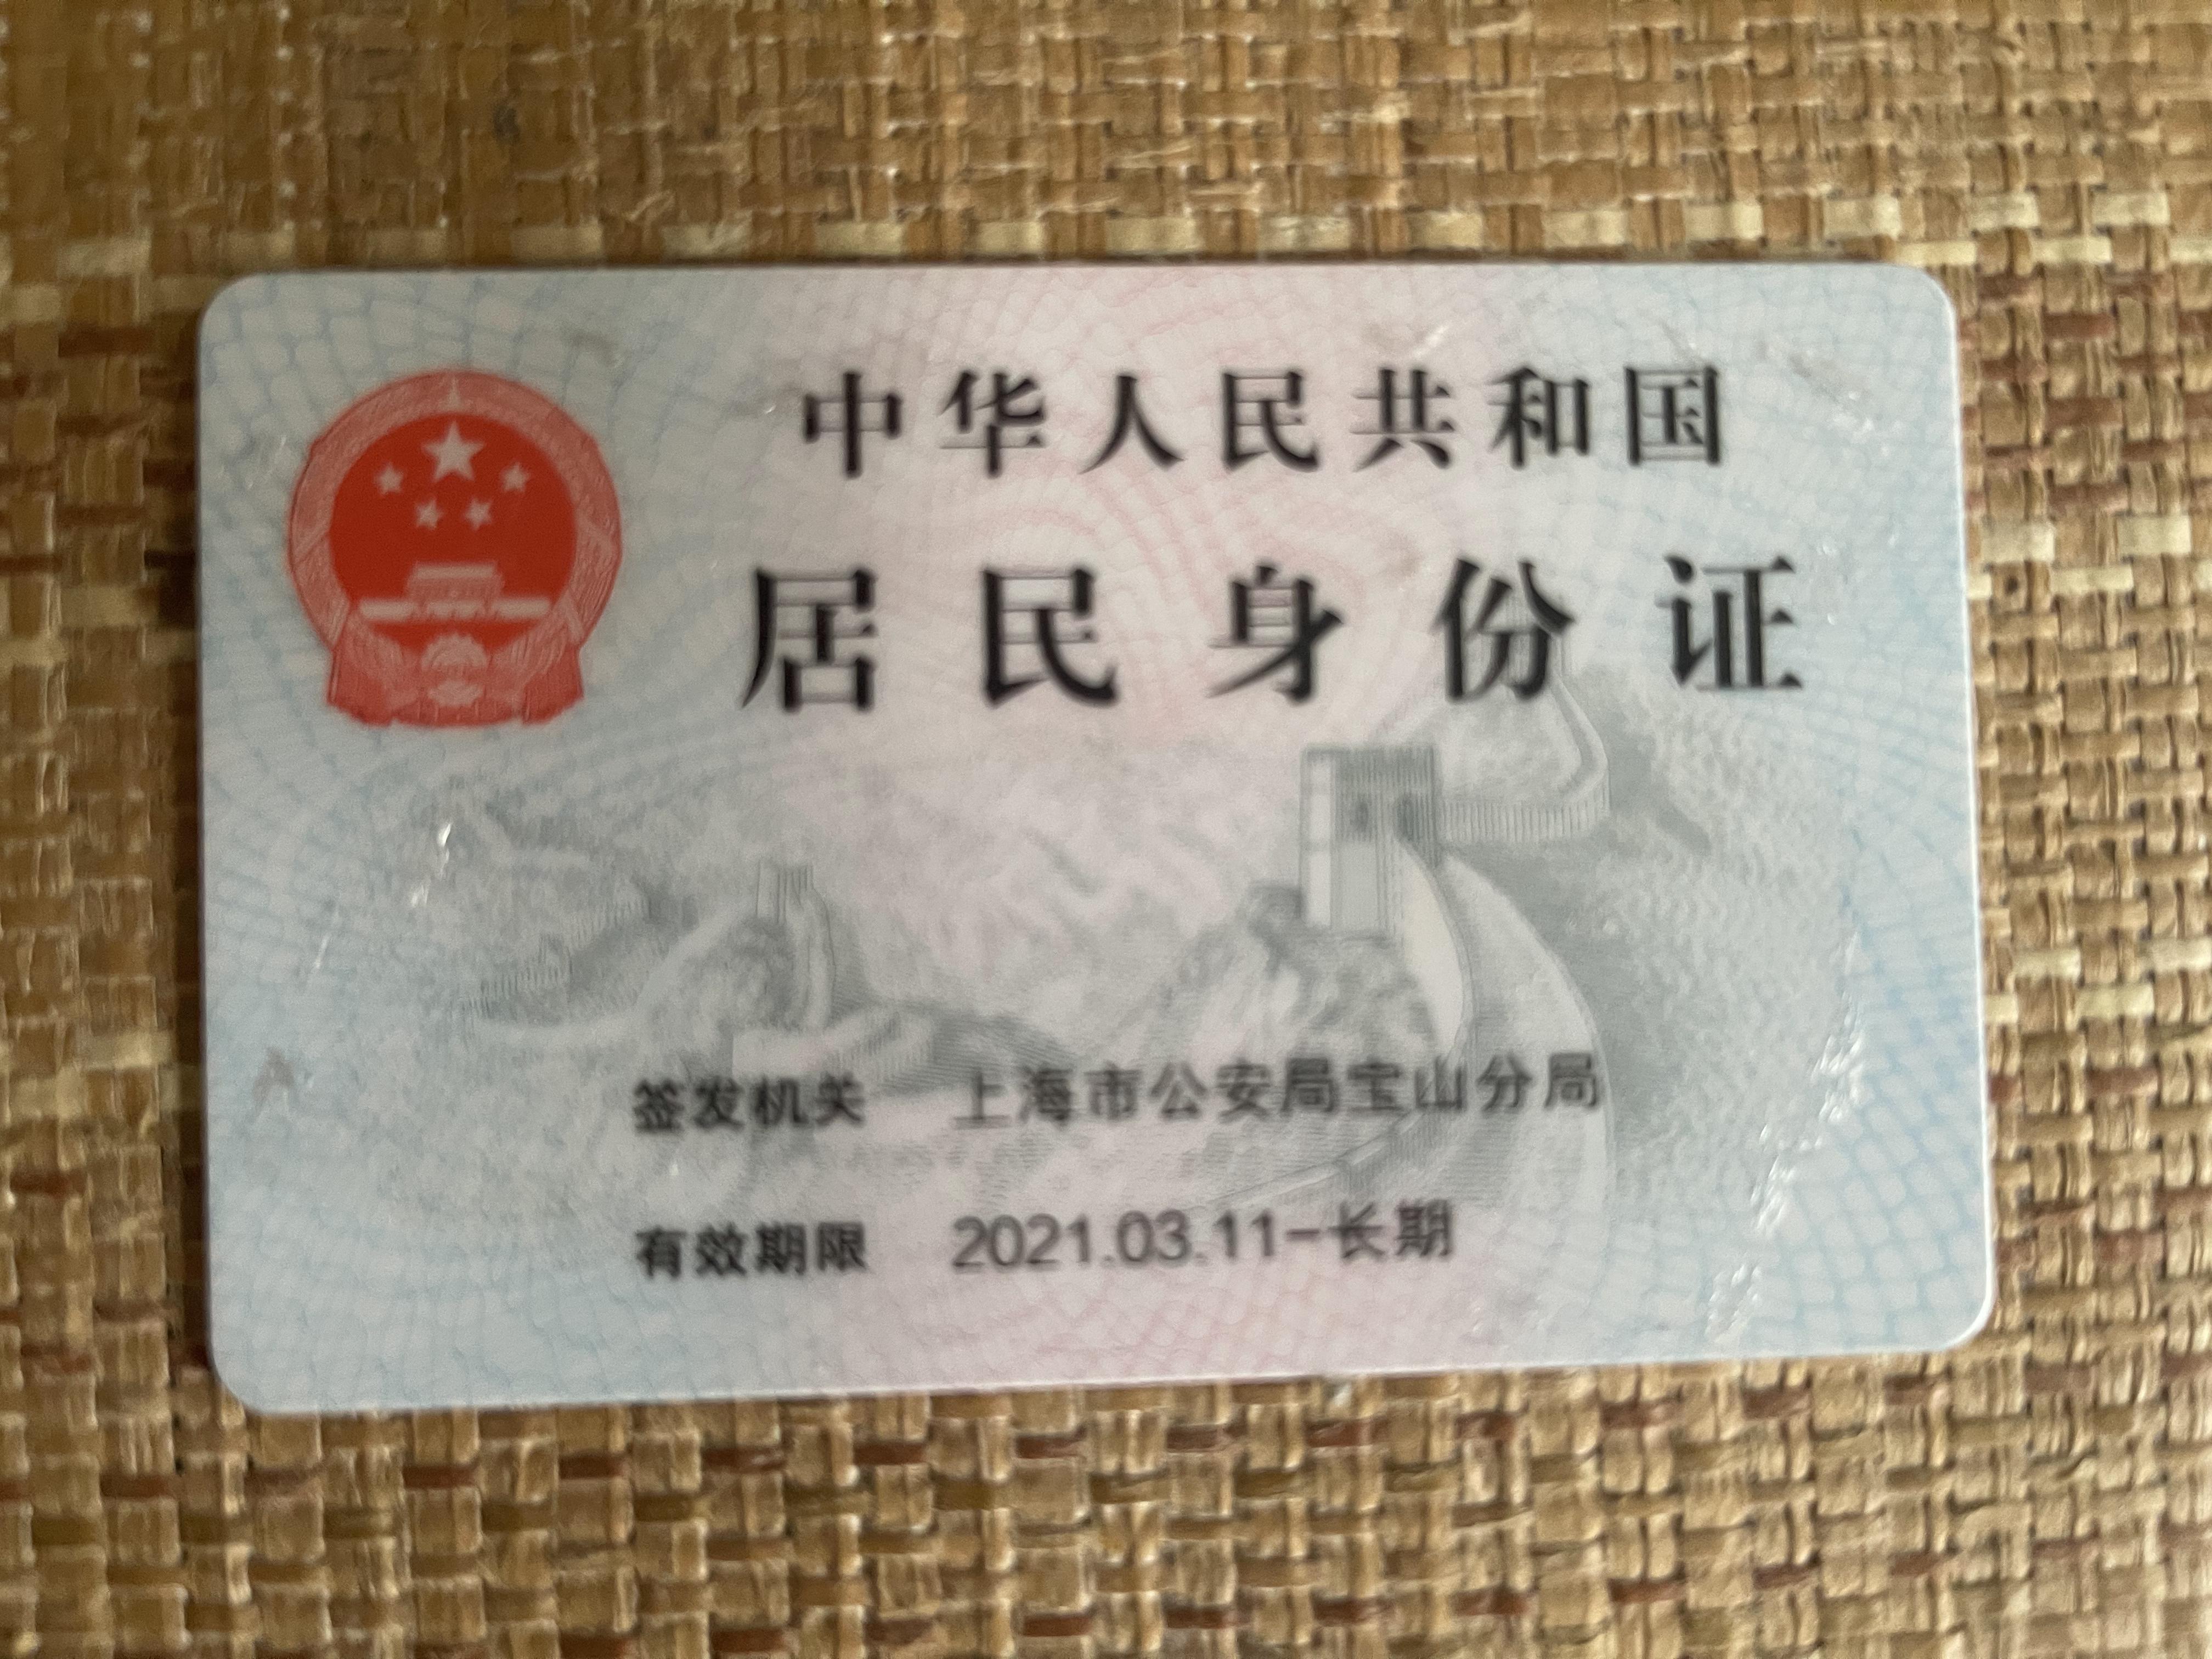 中华人民共和国
居民身份证
签发机关 上海市公安局宝山分局
有效期限 2021.03.11-长期